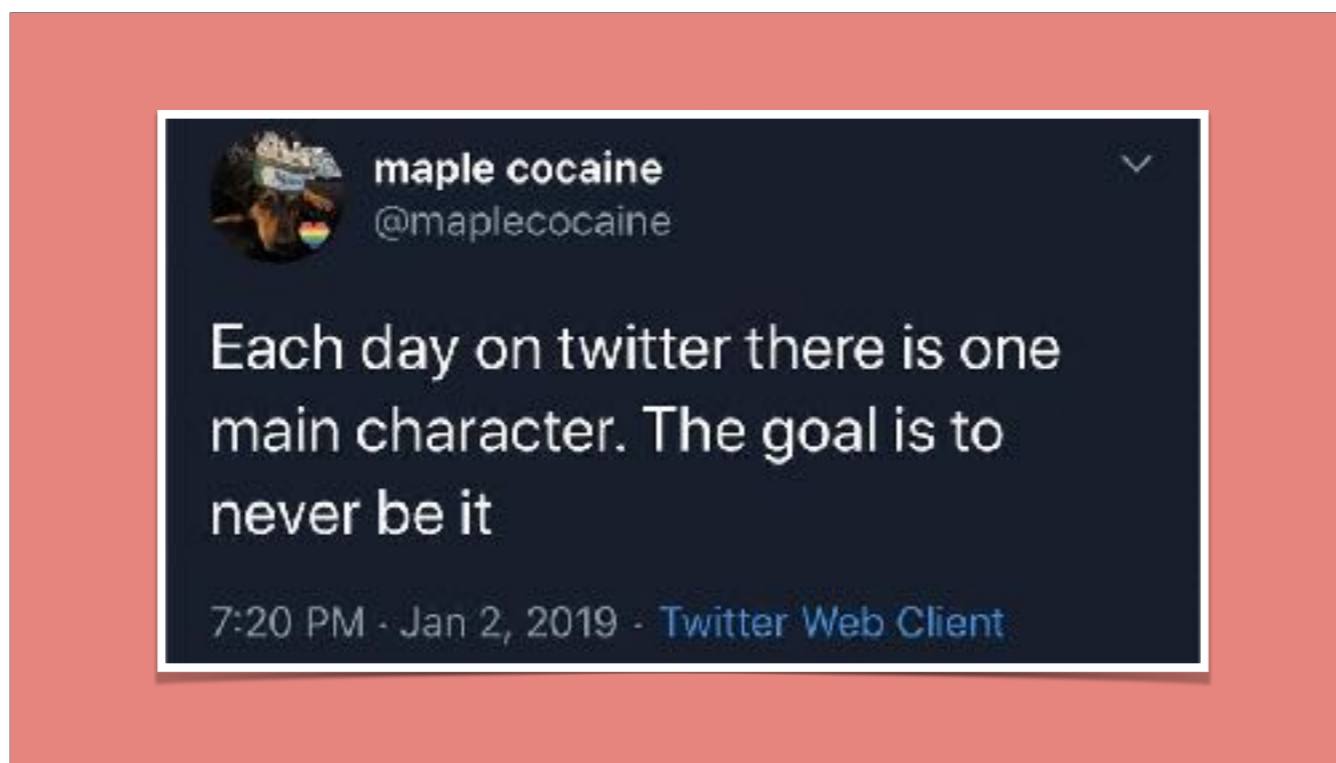 maple cocaine
@maplecocaine
Each day on twitter there is one
main character. The goal is to
never be it
7:20 PM · Jan 2, 2019 · Twitter Web Client